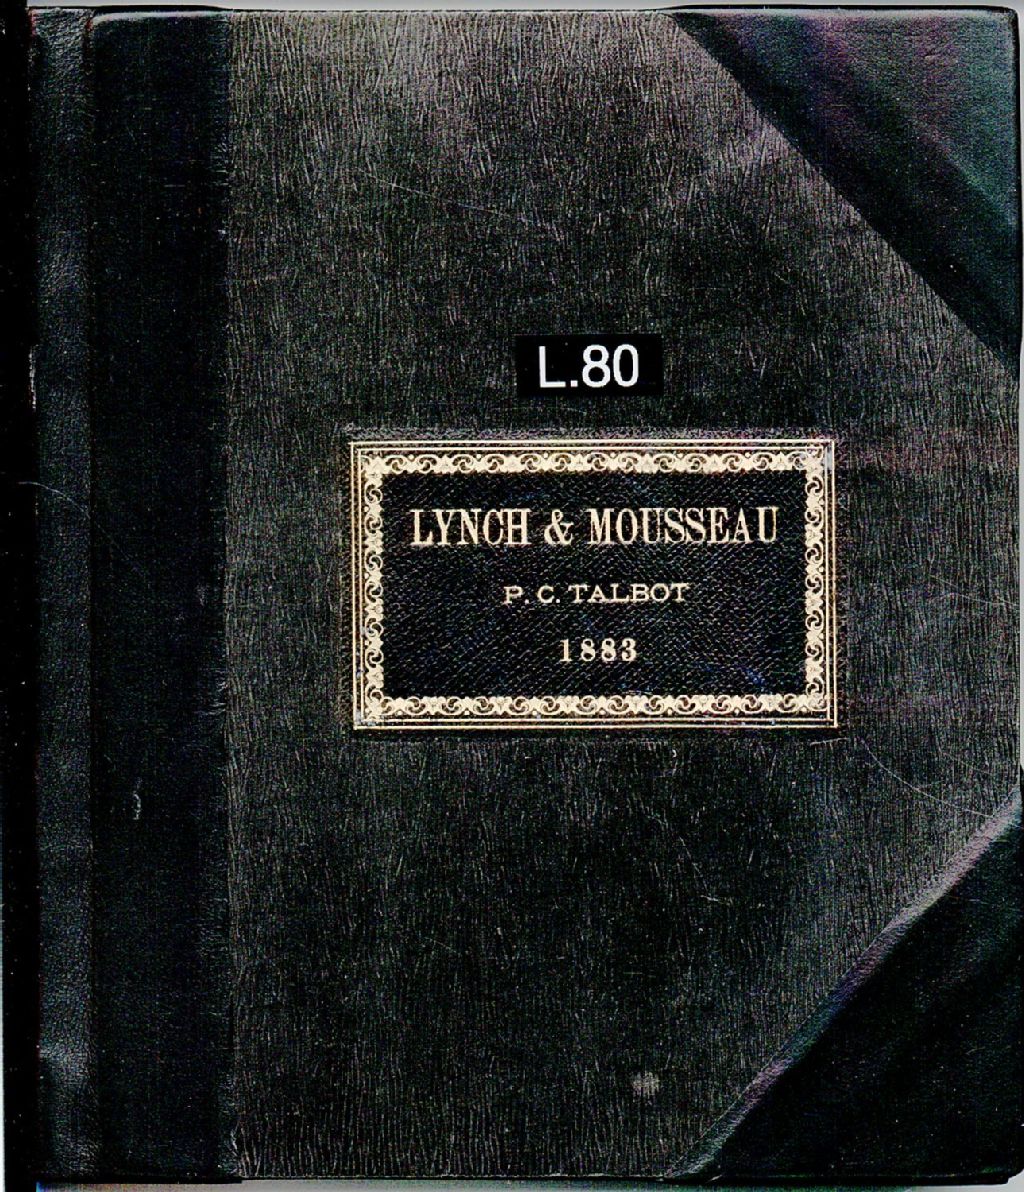 L.80
LYNCH & MOUSSEAU
P. C. TALBOT
1883